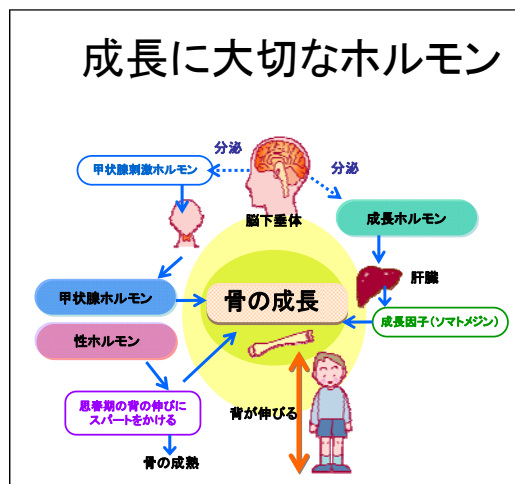 成長に大切なホルモン
分泌
分泌
甲状腺刺激ホルモン
脳下垂体
成長ホルモン
肝臓
甲状腺ホルモン
骨の成長
成長因子(ソマトメジン)
性ホルモン
思春期の背の伸びに
スパートをかける
背が伸びる
骨の成熟